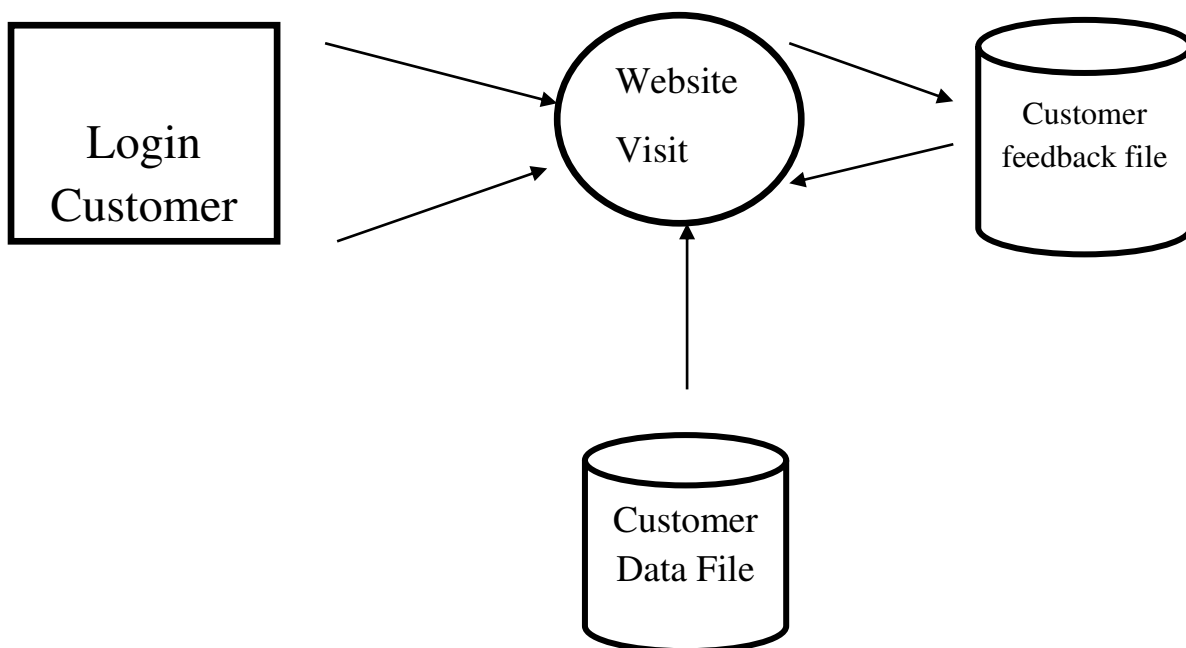 Login
Customer
Website
Visit
Customer
feedback file
Customer
Data File